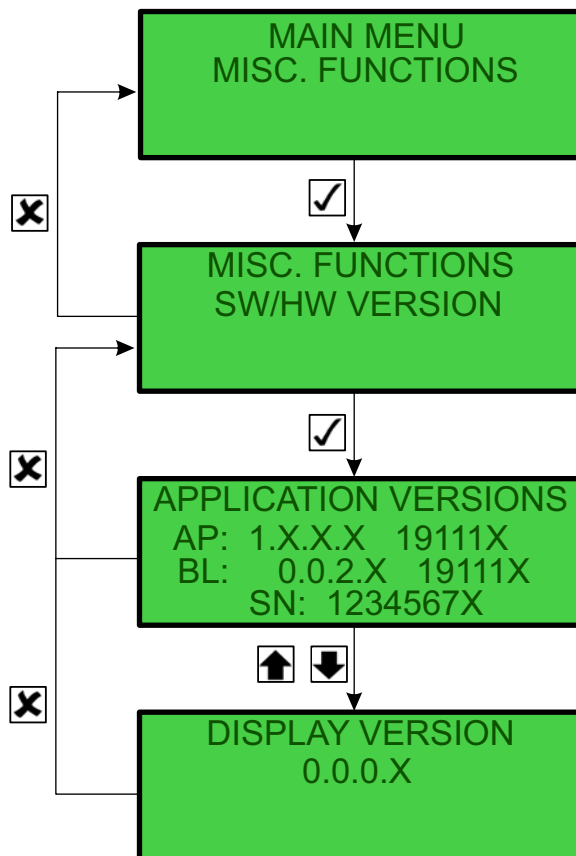 MAIN MENU
MISC. FUNCTIONS
MISC. FUNCTIONS
SW/HW VERSION
APPLICATION VERSIONS
AP: 1.X.X.X 19111X
BL: 0.0.2.X 19111X
SN: 1234567X
DISPLAY VERSION
0.0.0.X